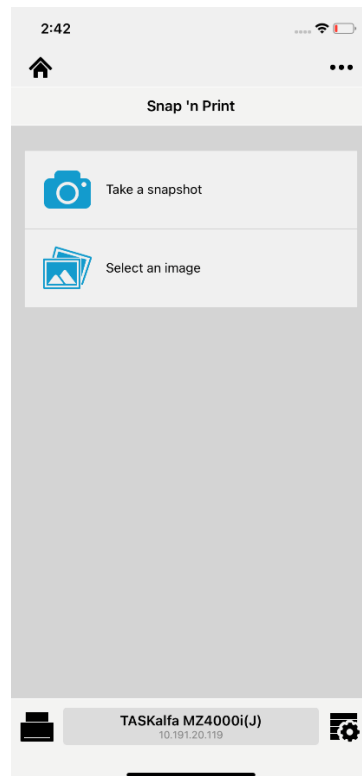 2:42
Snap 'n Print
Take a snapshot
Select an image
TASKalfa MZ4000i(J)
10.191.20.119